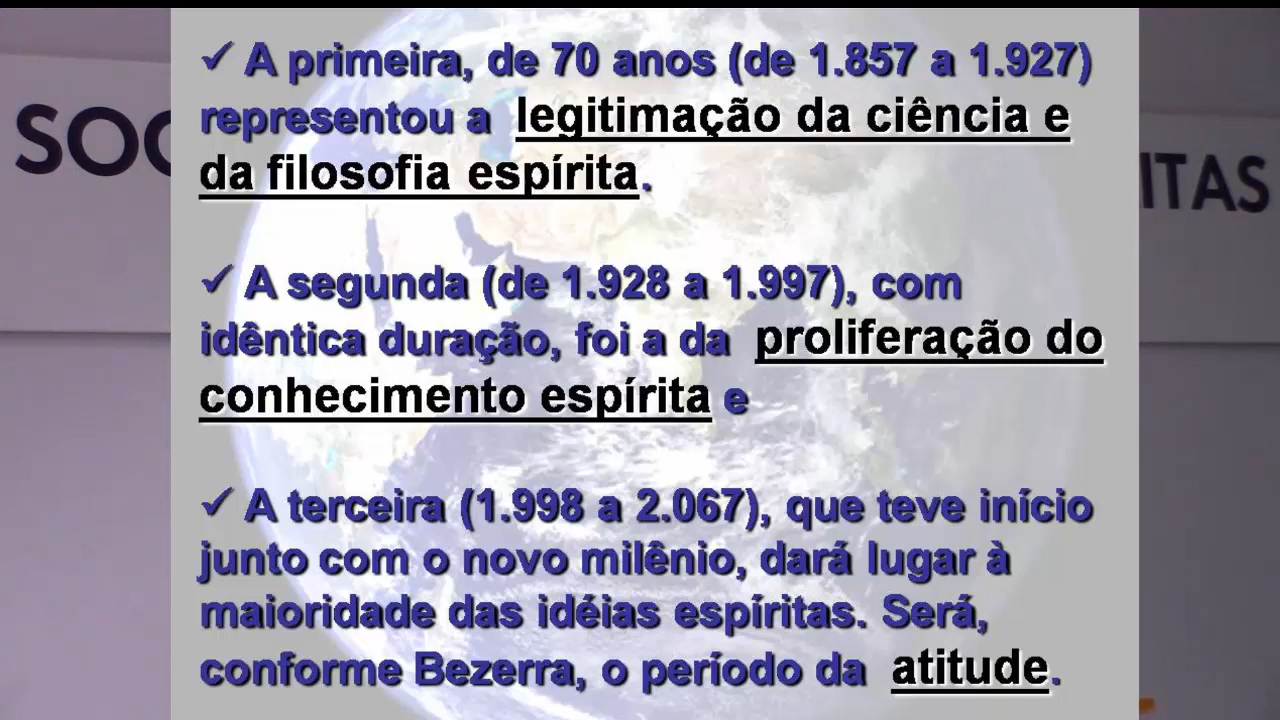 ✓ A primeira, de 70 anos (de 1.857 a 1.927)
representou a legitimação da ciência e
da filosofia espírita.
✓ A segunda (de 1.928 a 1.997), com
idêntica duração, foi a da proliferação do
conhecimento espírita e
✓ A terceira (1.998 a 2.067), que teve início
junto com o novo milênio, dará lugar à
maioridade das idéias espíritas. Será,
conforme Bezerra, o período da atitude.
SOC
ITAS